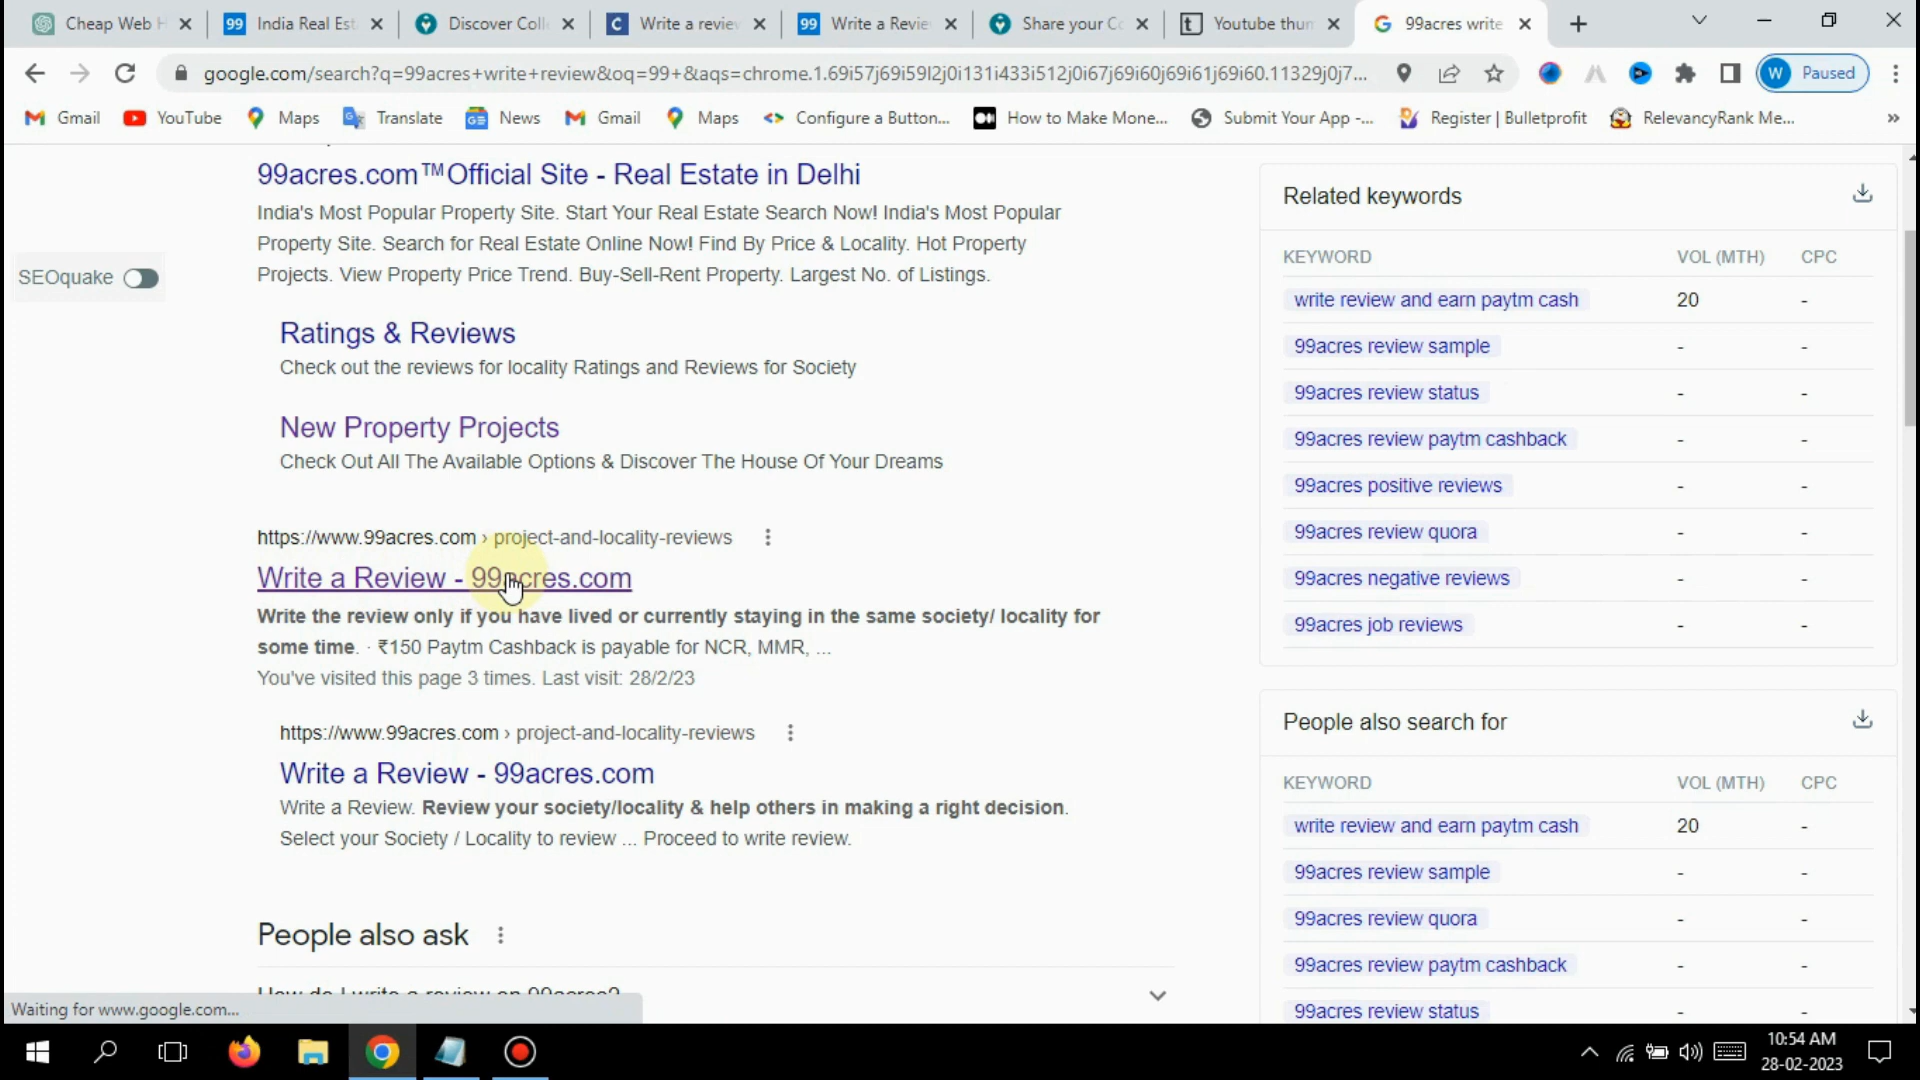 Cheap Web H
India Real Est
Discover Coll
Write a review
Write a Revie
Share your Co
Youtube thum
99acres write
google.com/search?q=99acres+write+review&oq=99+&aqs=chrome.1.69i57j69i59l2j0i131i433i512j0i67j69i60j69i61j69i60.11329j0j7...
W Paused
Gmail
YouTube
Maps
Translate
News
Gmail
Maps
Configure a Button...
How to Make Mone...
Submit Your App -...
Register | Bulletprofit
RelevancyRank Me...
»
99acres.com™Official Site - Real Estate in Delhi
India's Most Popular Property Site. Start Your Real Estate Search Now! India's Most Popular
Property Site. Search for Real Estate Online Now! Find By Price & Locality. Hot Property
Projects. View Property Price Trend. Buy-Sell-Rent Property. Largest No. of Listings.
SEOquake
Ratings & Reviews
Check out the reviews for locality Ratings and Reviews for Society
New Property Projects
Check Out All The Available Options & Discover The House Of Your Dreams
https://www.99acres.com › project-and-locality-reviews
Write a Review - 99acres.com
Write the review only if you have lived or currently staying in the same society/ locality for
some time. · ₹150 Paytm Cashback is payable for NCR, MMR, ...
You've visited this page 3 times. Last visit: 28/2/23
https://www.99acres.com › project-and-locality-reviews
Write a Review - 99acres.com
Write a Review. Review your society/locality & help others in making a right decision.
Select your Society / Locality to review ... Proceed to write review.
People also ask
How do I write a review on 99acres?
Related keywords
KEYWORD VOL (MTH) CPC
write review and earn paytm cash 20 -
99acres review sample - -
99acres review status - -
99acres review paytm cashback - -
99acres positive reviews - -
99acres review quora - -
99acres negative reviews - -
99acres job reviews - -
People also search for
KEYWORD VOL (MTH) CPC
write review and earn paytm cash 20 -
99acres review sample - -
99acres review quora - -
99acres review paytm cashback - -
99acres review status - -
Waiting for www.google.com...
10:54 AM
28-02-2023